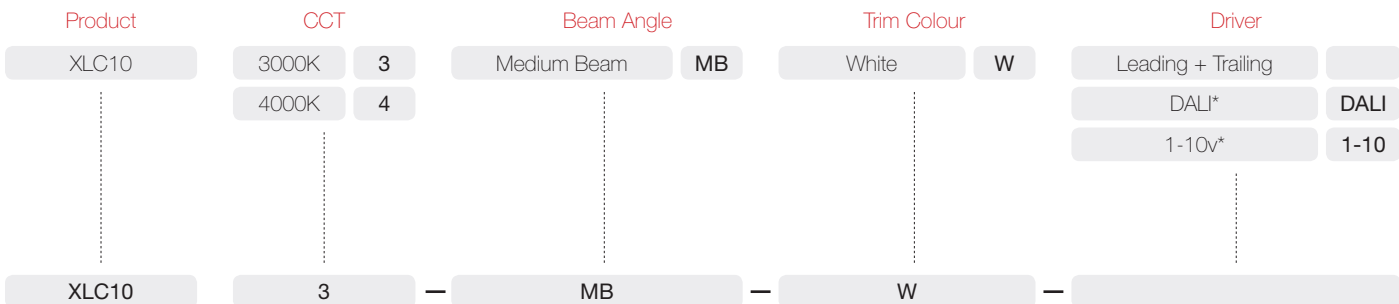 Product CCT Beam Angle Trim Colour Driver
XLC10 3000K 3 Medium Beam MB White W Leading + Trailing
4000K 4 DALI* DALI
1-10v* 1-10
XLC10 3 — MB — W —